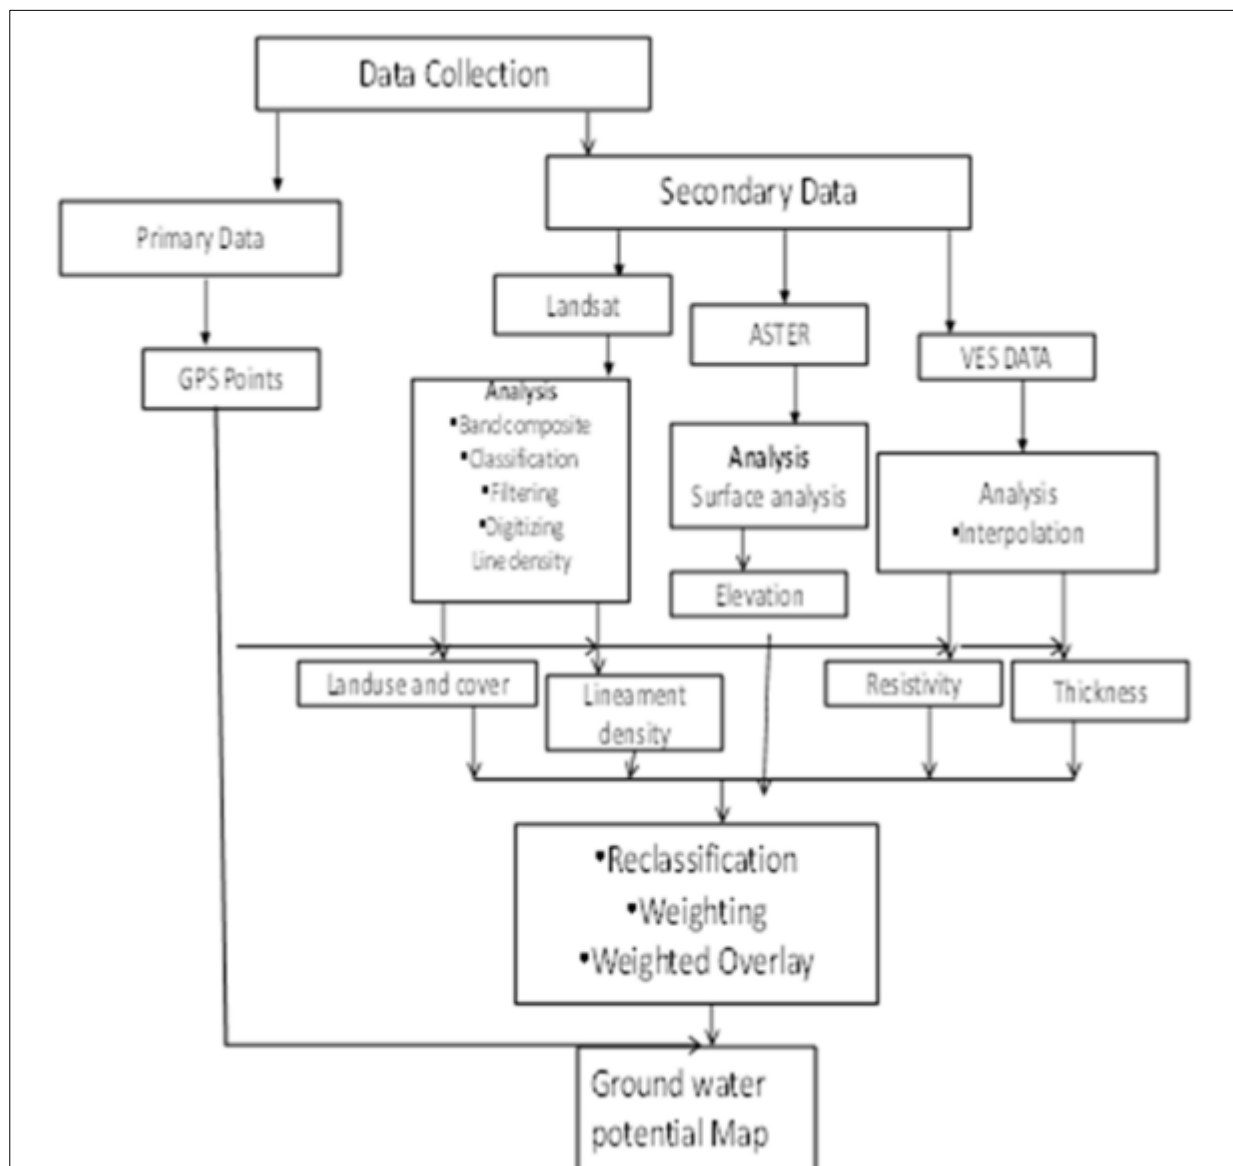 Data Collection
Secondary Data
Primary Data
Landsat
ASTER
VES DATA
GPS Points
Analysis
▪Band composite
▪Classification
▪Filtering
▪Digitizing
Line density
Analysis
Surface analysis
Analysis
▪Interpolation
Elevation
Landuse and cover
Lineament
density
Resistivity
Thickness
▪Reclassification
▪Weighting
▪Weighted Overlay
Ground water
potential Map